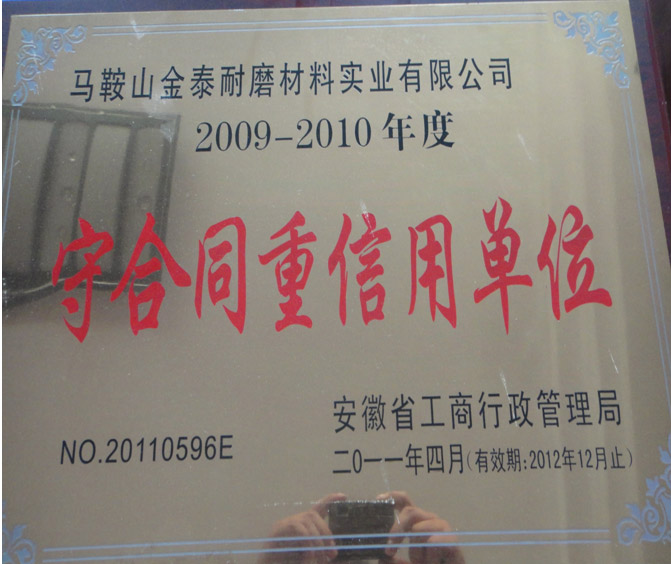 马鞍山金泰耐磨材料实业有限公司
2009-2010年度
守合同重信用单位
安徽省工商行政管理局
NO.20110596E
二0一一年四月(有效期:2012年12月止)